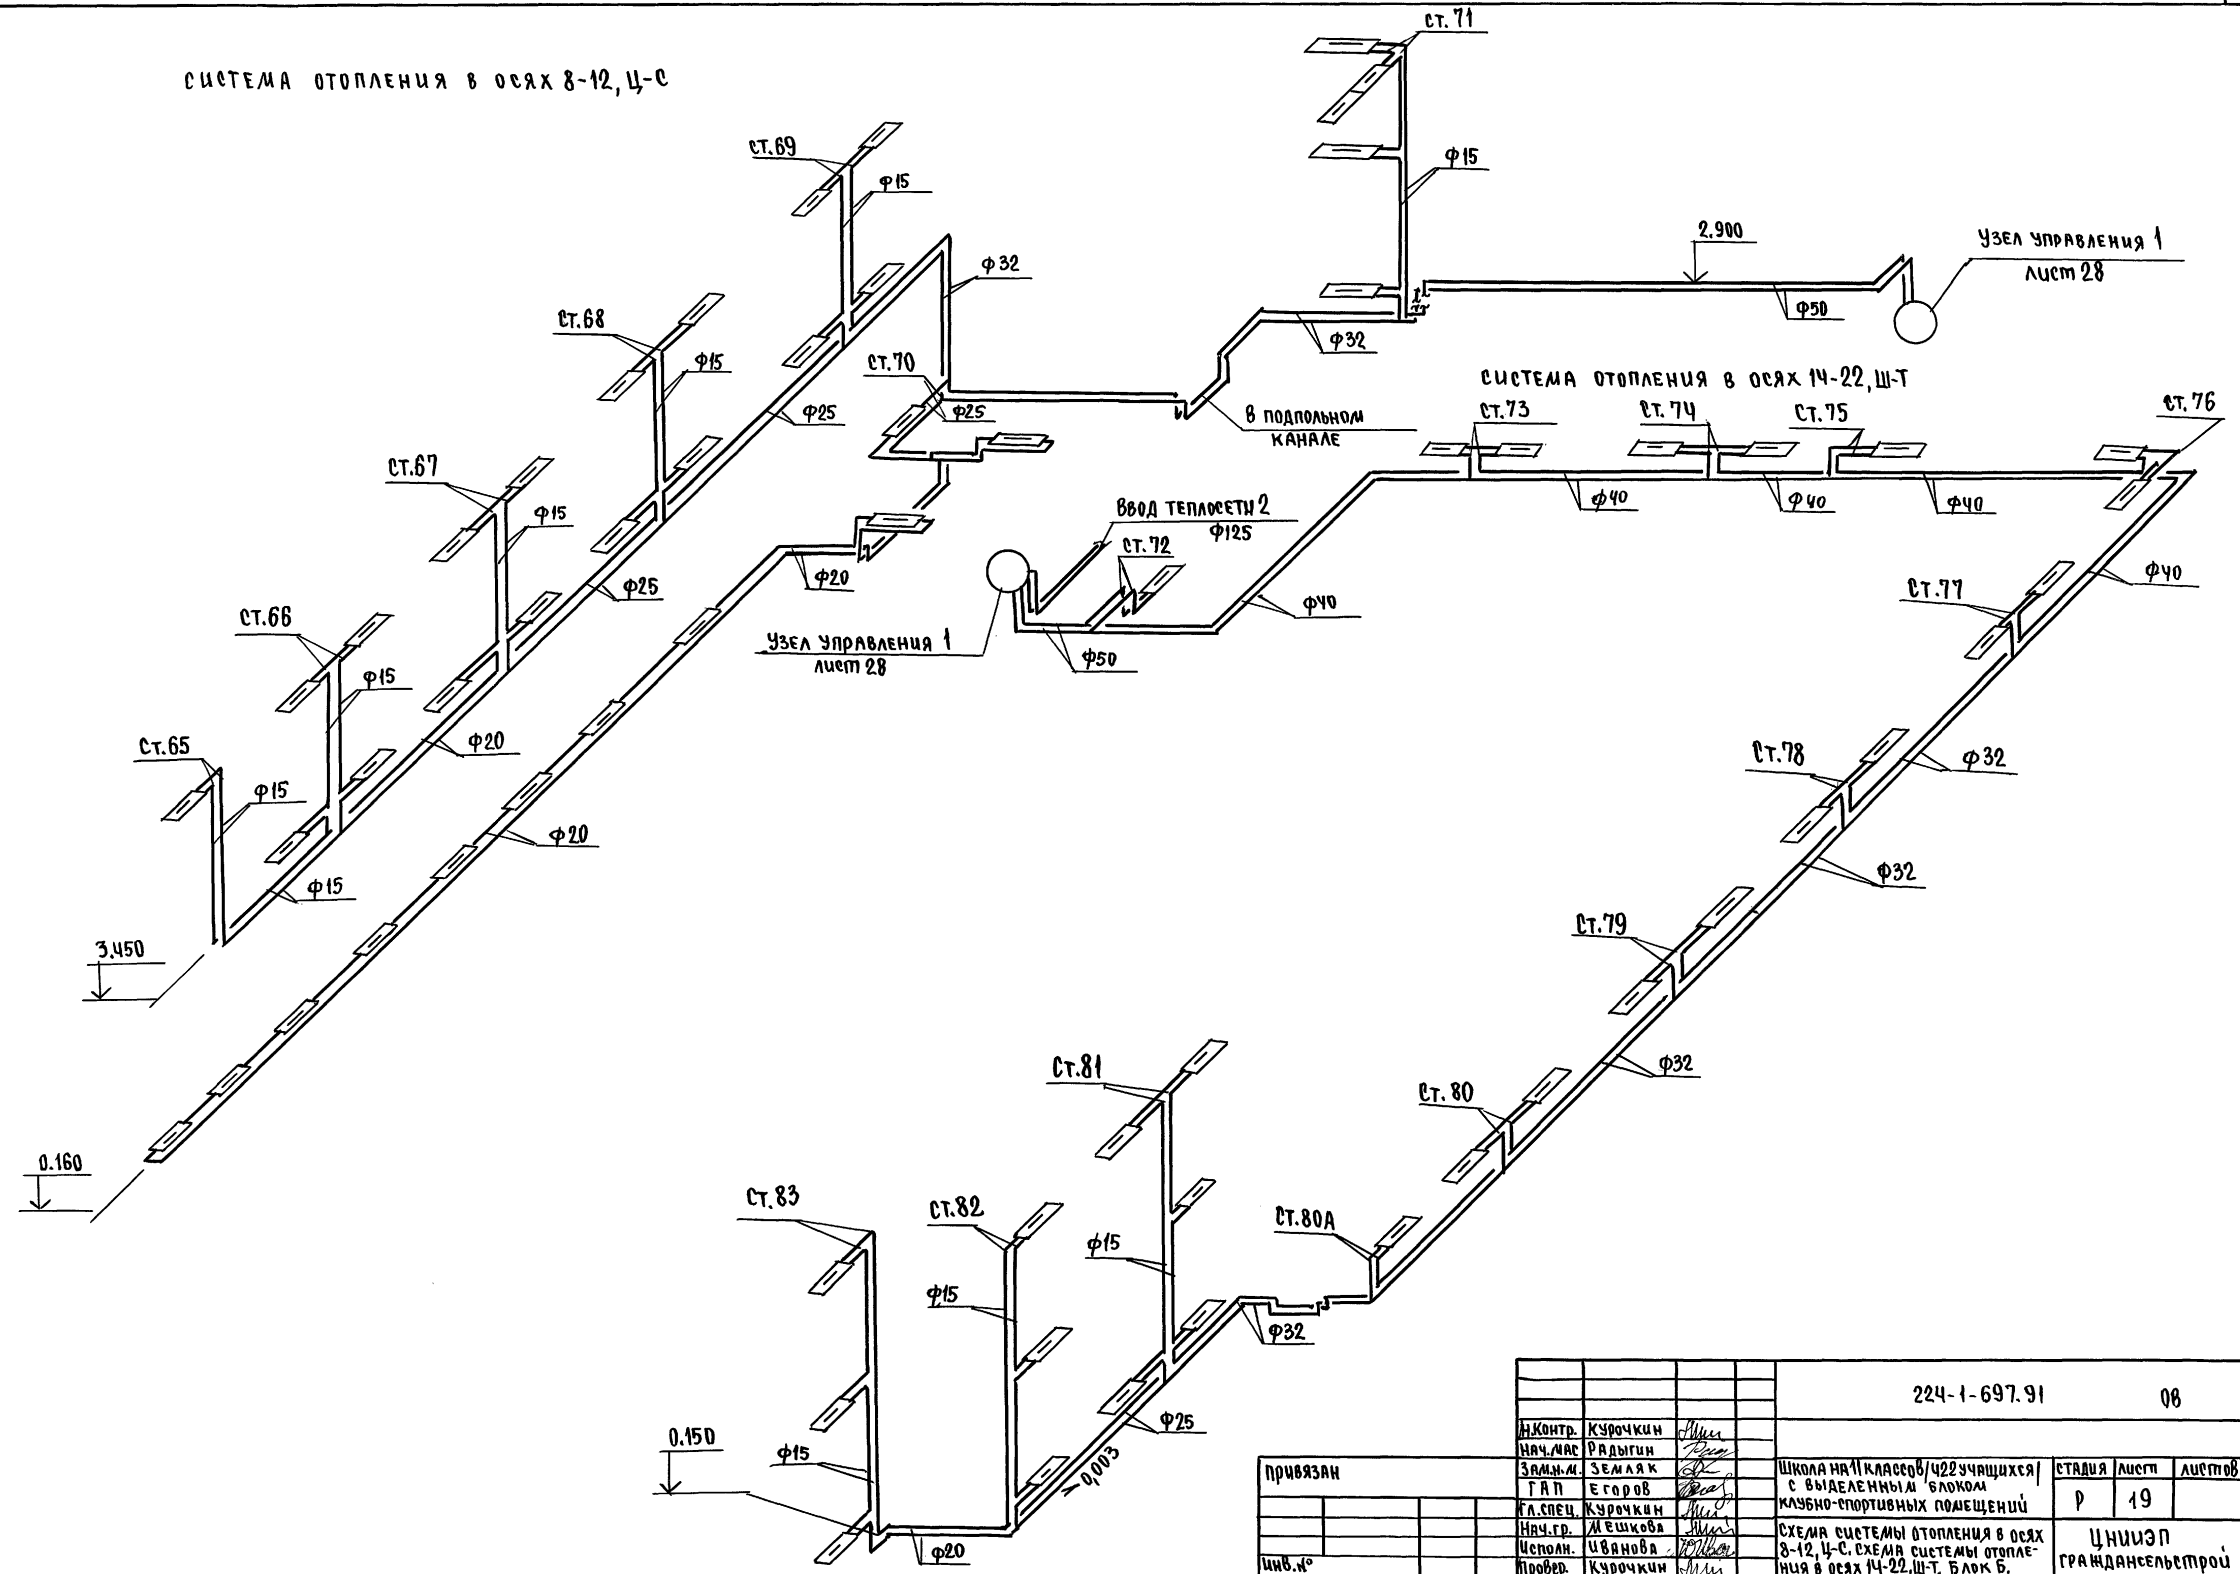 СИСТЕМА ОТОПЛЕНИЯ В ОСЯХ 8-12, Ц-С
СТ.71
СТ.69
ф15
ф15
2.900
УЗЕЛ УПРАВЛЕНИЯ 1
ЛИСТ 28
ф32
ф50
СТ.68
ф32
ф15
СТ.70
ф25
ф25
В ПОДПОЛЬНОМ
КАНАЛЕ
СИСТЕМА ОТОПЛЕНИЯ В ОСЯХ 14-22, Ш-Т
СТ.73
СТ.74
СТ.75
СТ.76
СТ.67
ф15
ф40
ф40
ф40
ВВОД ТЕПЛОСЕТИ 2
ф125
СТ.72
ф25
ф20
ф40
ф40
СТ.77
СТ.66
УЗЕЛ УПРАВЛЕНИЯ 1
ЛИСТ 28
ф50
ф15
СТ.65
ф20
СТ.78
ф32
ф15
ф20
ф15
ф32
СТ.79
3.450
ф32
СТ.81
СТ.80
0.160
СТ.83
СТ.82
СТ.80А
ф15
ф15
ф32
ф25
0.150
ф15
0,003
ф20
224-1-697.91 ОВ
Н.КОНТР. КУРОЧКИН
НАЧ.МАС РАДЫГИН
ЗАМ.Н.М. ЗЕМЛЯК
ГАП ЕГОРОВ
ГЛ.СПЕЦ. КУРОЧКИН
НАЧ.ГР. МЕШКОВА
ИСПОЛН. ИВАНОВА
ПРОВЕР. КУРОЧКИН
ПРИВЯЗАН
ИНВ.№
ШКОЛА НА 11 КЛАССОВ /422 УЧАЩИХСЯ/
С ВЫДЕЛЕННЫМ БЛОКОМ
КЛУБНО-СПОРТИВНЫХ ПОМЕЩЕНИЙ
СТАДИЯ ЛИСТ ЛИСТОВ
Р 19
СХЕМА СИСТЕМЫ ОТОПЛЕНИЯ В ОСЯХ
8-12, Ц-С. СХЕМА СИСТЕМЫ ОТОПЛЕ-
НИЯ В ОСЯХ 14-22, Ш-Т. БЛОК Б.
ЦНИИЭП
ГРАЖДАНСЕЛЬСТРОЙ